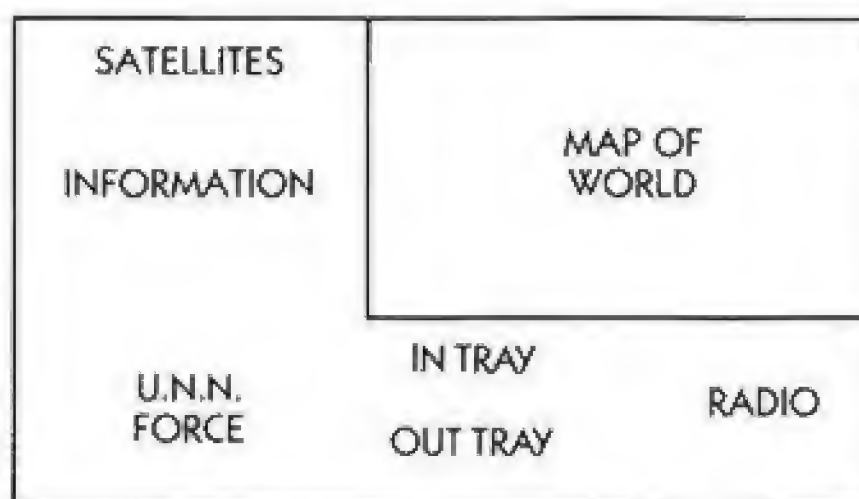 SATELLITES
INFORMATION
MAP OF
WORLD
U.N.N.
FORCE
IN TRAY
OUT TRAY
RADIO